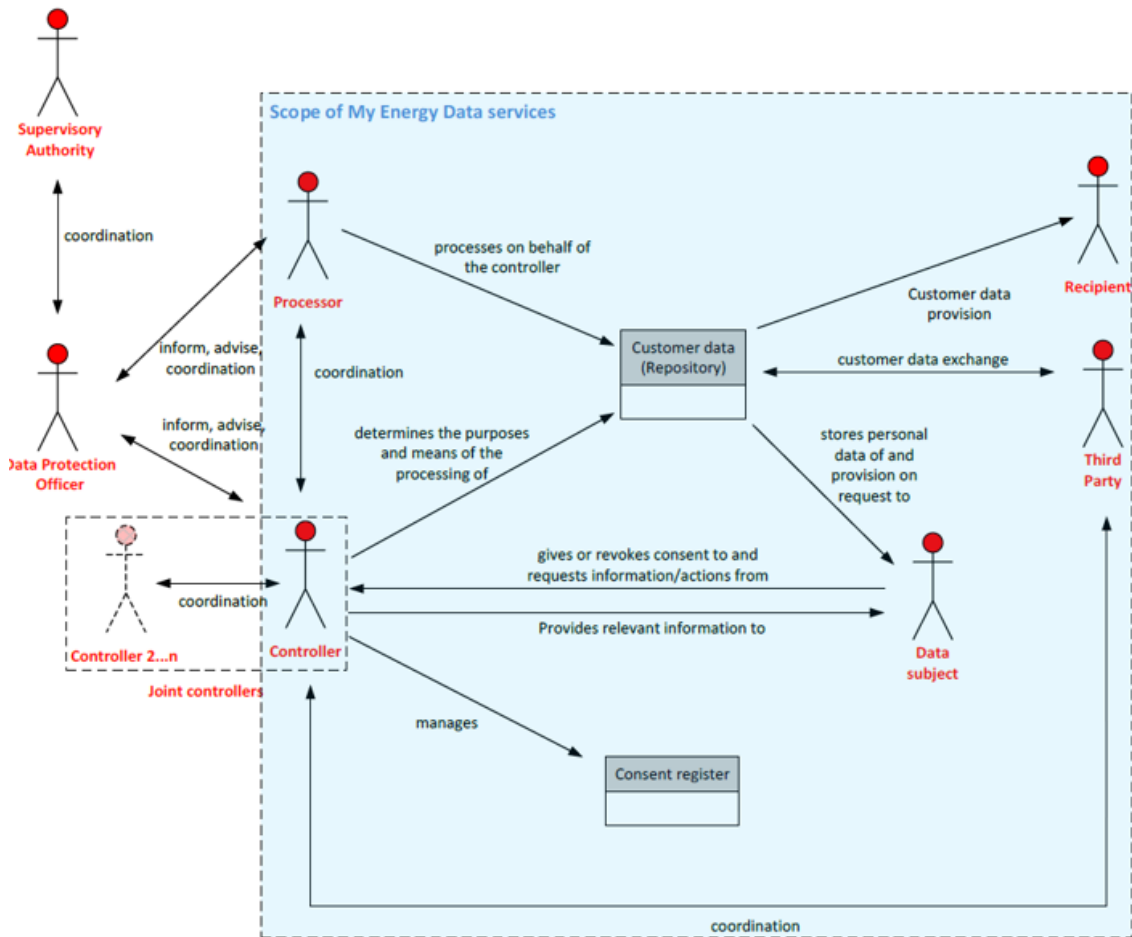 Supervisory
Authority
coordination
Data Protection
Officer
inform, advise,
coordination
inform, advise,
coordination
Scope of My Energy Data services
Processor
processes on behalf of
the controller
coordination
Customer data
(Repository)
Customer data
provision
Recipient
customer data exchange
Third
Party
determines the purposes
and means of the
processing of
stores personal
data of and
provision on
request to
Controller 2...n
coordination
Controller
Joint controllers
gives or revokes consent to and
requests information/actions from
Provides relevant information to
Data
subject
manages
Consent register
coordination